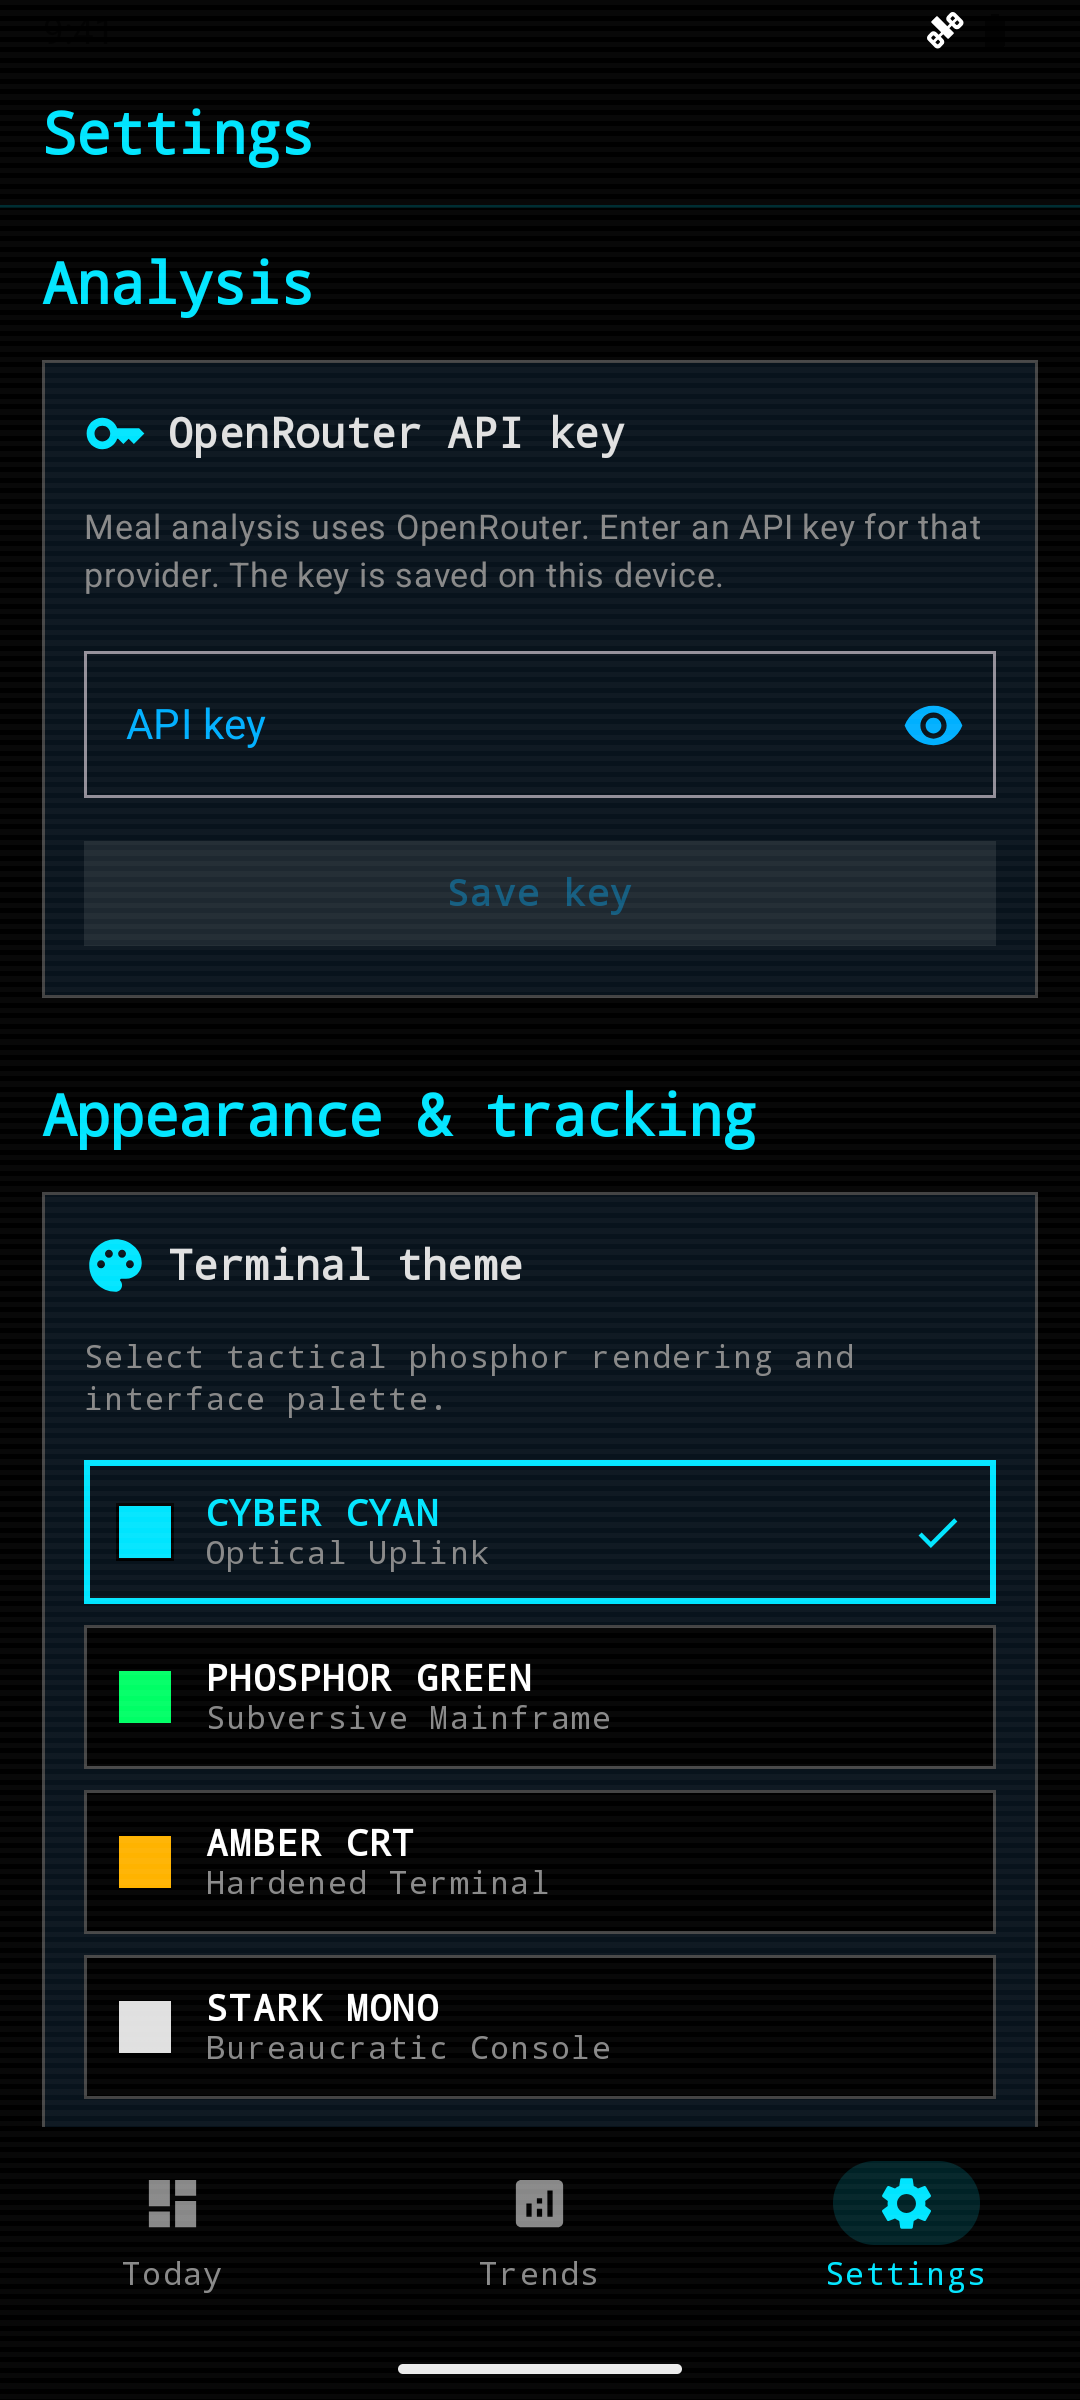 Settings
Analysis
OpenRouter API key
Meal analysis uses OpenRouter. Enter an API key for that
provider. The key is saved on this device.
API key
Save key
Appearance & tracking
Terminal theme
Select tactical phosphor rendering and
interface palette.
CYBER CYAN
Optical Uplink
PHOSPHOR GREEN
Subversive Mainframe
AMBER CRT
Hardened Terminal
STARK MONO
Bureaucratic Console
Today
Trends
Settings